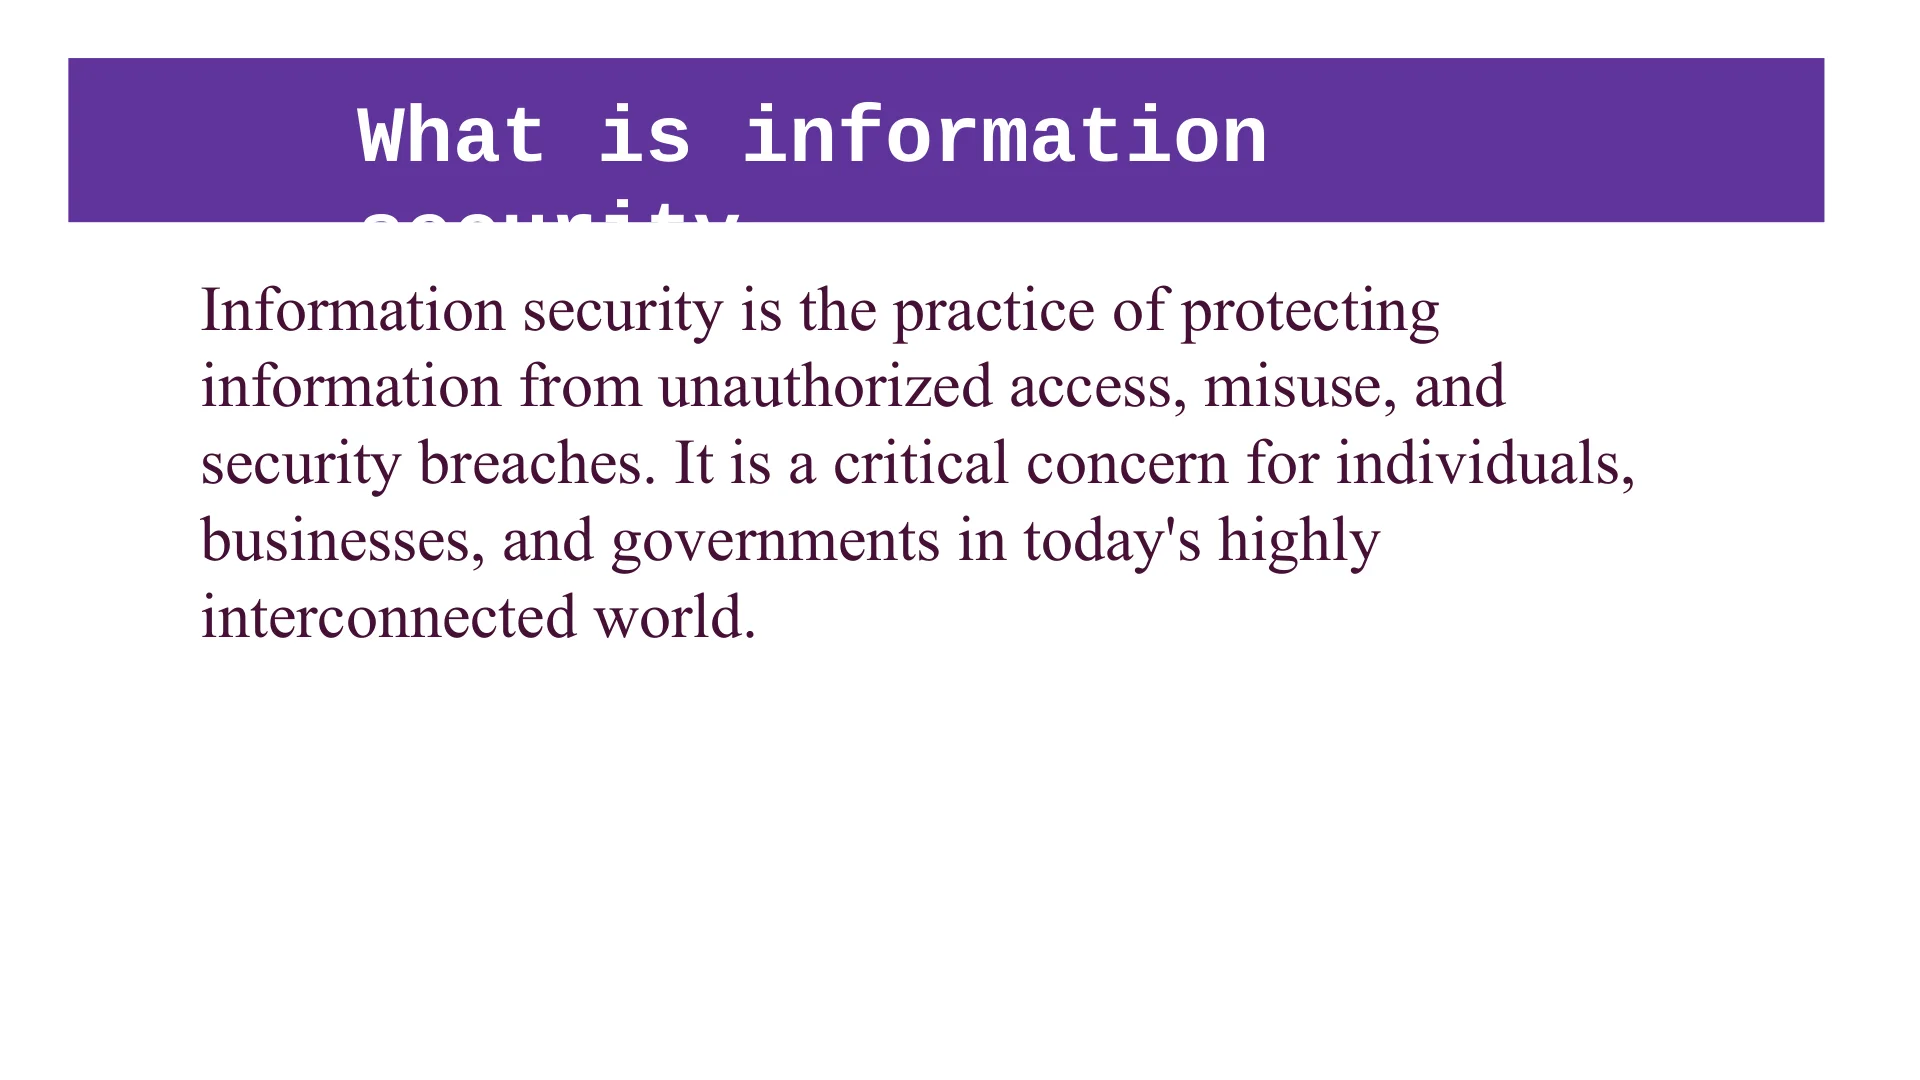 What is information
security
Information security is the practice of protecting
information from unauthorized access, misuse, and
security breaches. It is a critical concern for individuals,
businesses, and governments in today's highly
interconnected world.